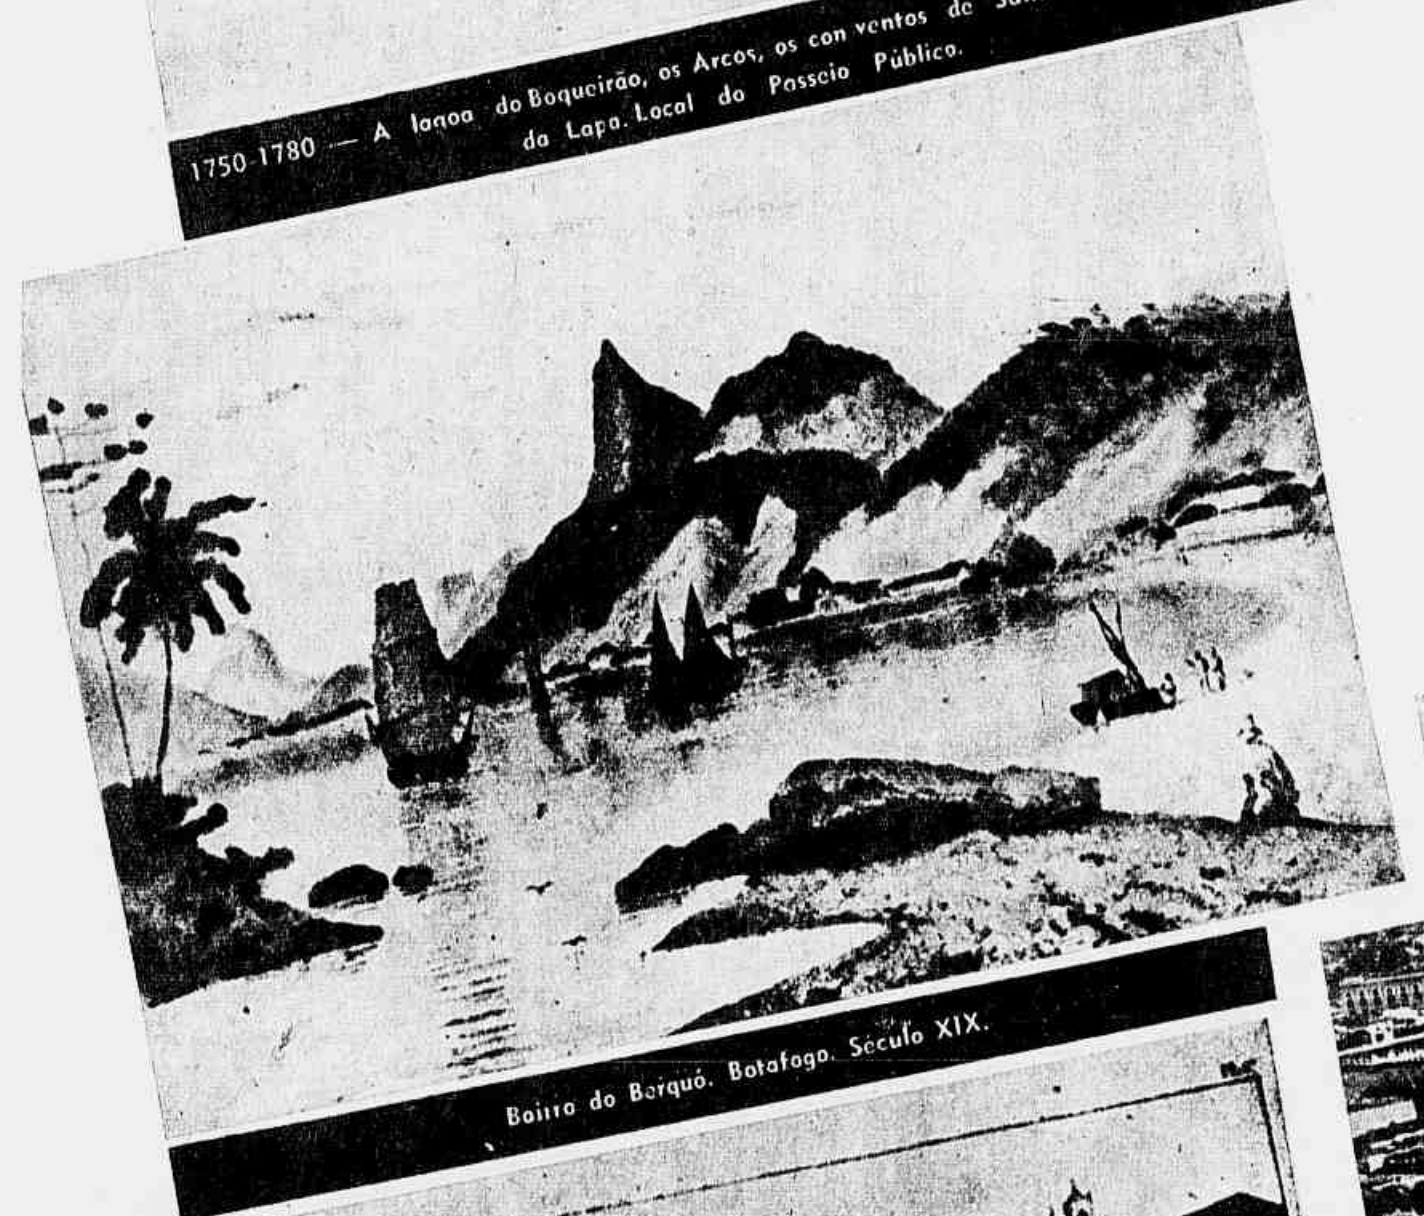 1750-1780 — A lagoa do Boqueirão, os Arcos, os conventos de
da Lapa. Local do Passeio Público.
Bairro do Berquó. Botafogo. Século XIX.